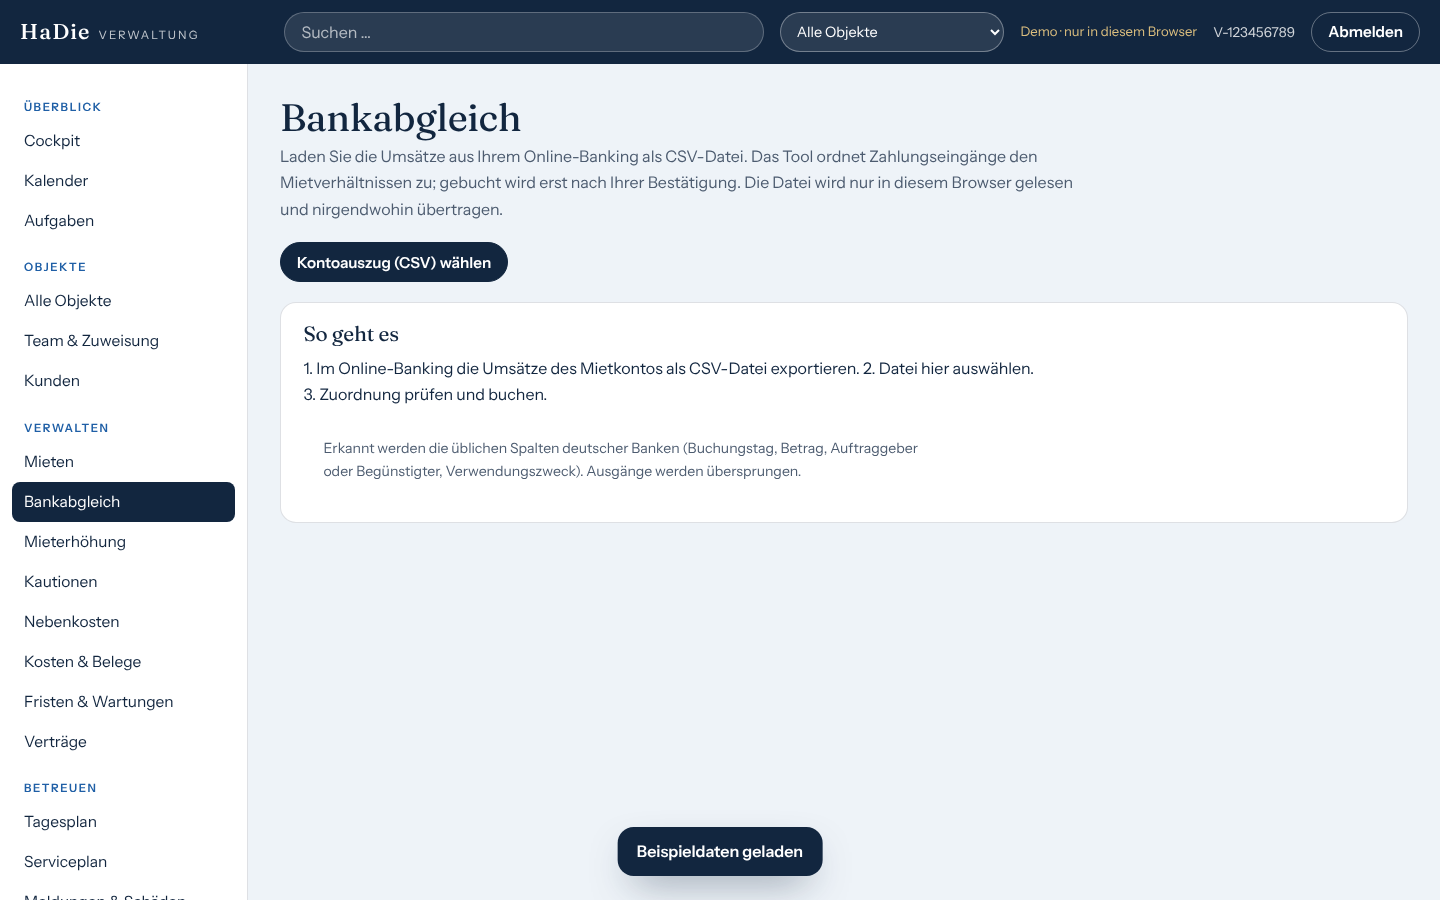 HaDie VERWALTUNG
Suchen ...
Alle Objekte
Demo · nur in diesem Browser
V-123456789
Abmelden
ÜBERBLICK
Cockpit
Kalender
Aufgaben
OBJEKTE
Alle Objekte
Team & Zuweisung
Kunden
VERWALTEN
Mieten
Bankabgleich
Mieterhöhung
Kautionen
Nebenkosten
Kosten & Belege
Fristen & Wartungen
Verträge
BETREUEN
Tagesplan
Serviceplan
Meldungen & Schäden
Bankabgleich
Laden Sie die Umsätze aus Ihrem Online-Banking als CSV-Datei. Das Tool ordnet Zahlungseingänge den
Mietverhältnissen zu; gebucht wird erst nach Ihrer Bestätigung. Die Datei wird nur in diesem Browser gelesen
und nirgendwohin übertragen.
Kontoauszug (CSV) wählen
So geht es
1. Im Online-Banking die Umsätze des Mietkontos als CSV-Datei exportieren. 2. Datei hier auswählen.
3. Zuordnung prüfen und buchen.
Erkannt werden die üblichen Spalten deutscher Banken (Buchungstag, Betrag, Auftraggeber
oder Begünstigter, Verwendungszweck). Ausgänge werden übersprungen.
Beispieldaten geladen